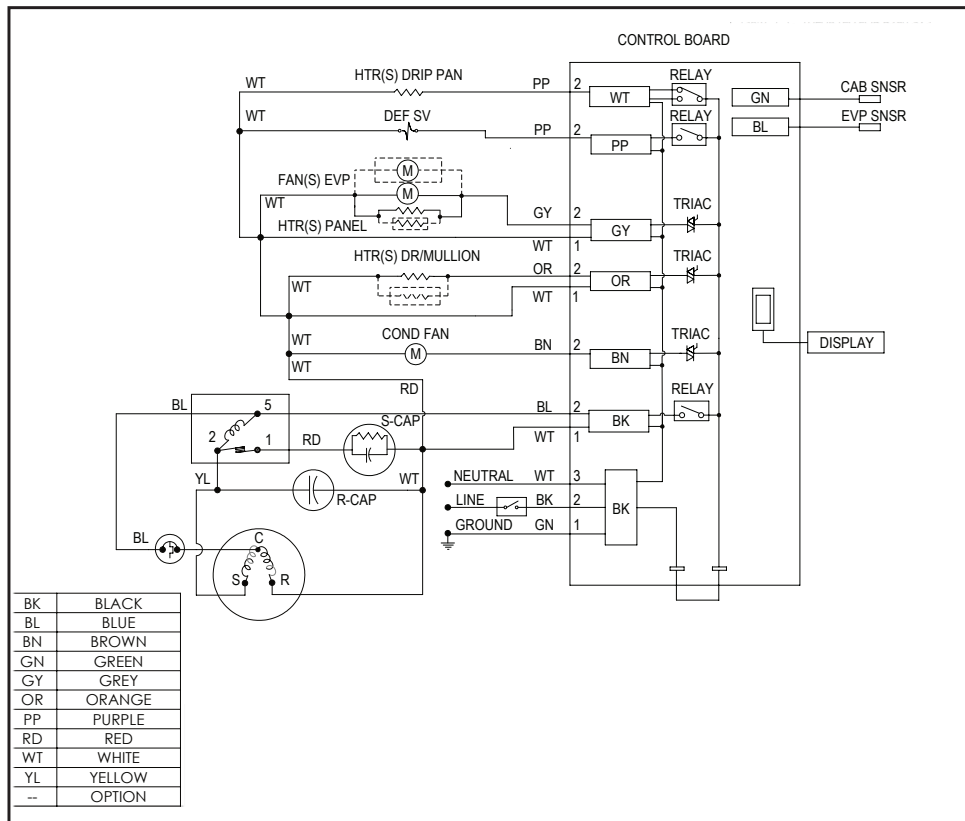 CONTROL BOARD
WT HTR(S) DRIP PAN PP 2 WT RELAY GN CAB SNSR
WT DEF SV PP 2 PP RELAY BL EVP SNSR
M
FAN(S) EVP M
WT
HTR(S) PANEL GY 2 GY TRIAC
WT 1
HTR(S) DR/MULLION OR 2 OR TRIAC
WT WT 1
WT COND FAN M BN 2 BN TRIAC DISPLAY
WT
RD RELAY
BL 5 BL 2 BK
S-CAP
2 1 RD WT 1
YL R-CAP WT
NEUTRAL WT 3
LINE BK 2 BK
GROUND GN 1
BL C
S R
BK BLACK
BL BLUE
BN BROWN
GN GREEN
GY GREY
OR ORANGE
PP PURPLE
RD RED
WT WHITE
YL YELLOW
-- OPTION